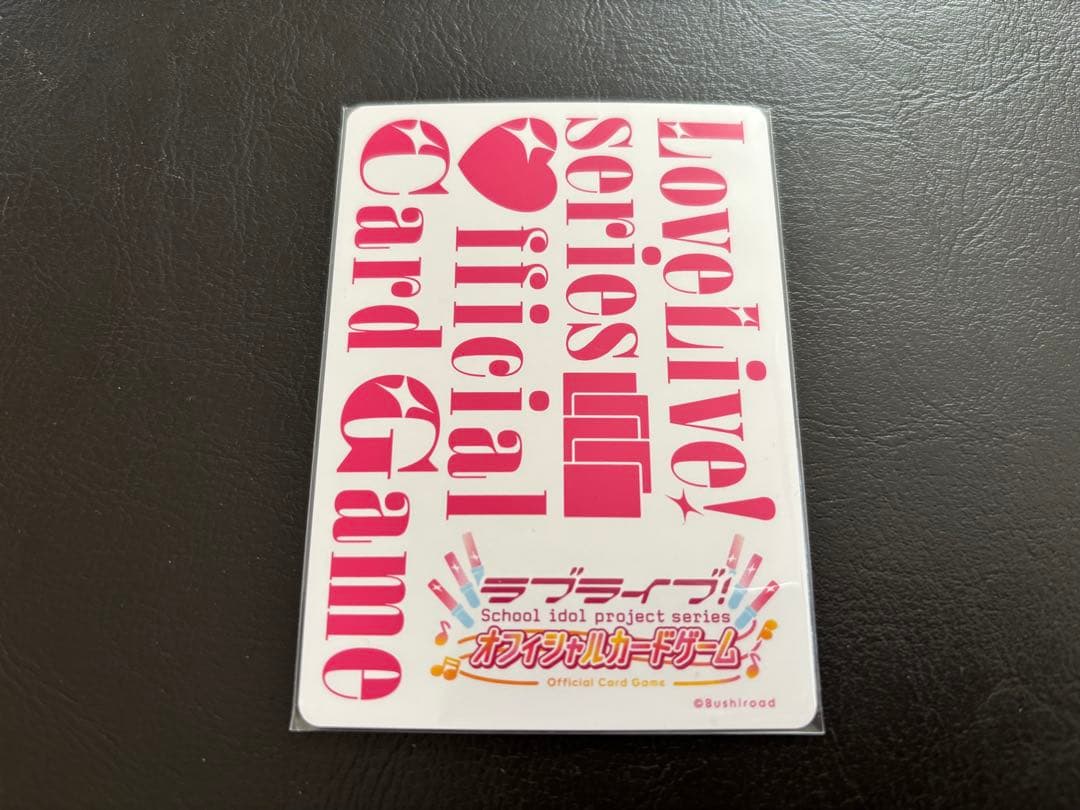 LoveLive!
series
Official
Card Game
ラブライブ!
School idol project series
オフィシャルカードゲーム
Official Card Game
©Bushiroad